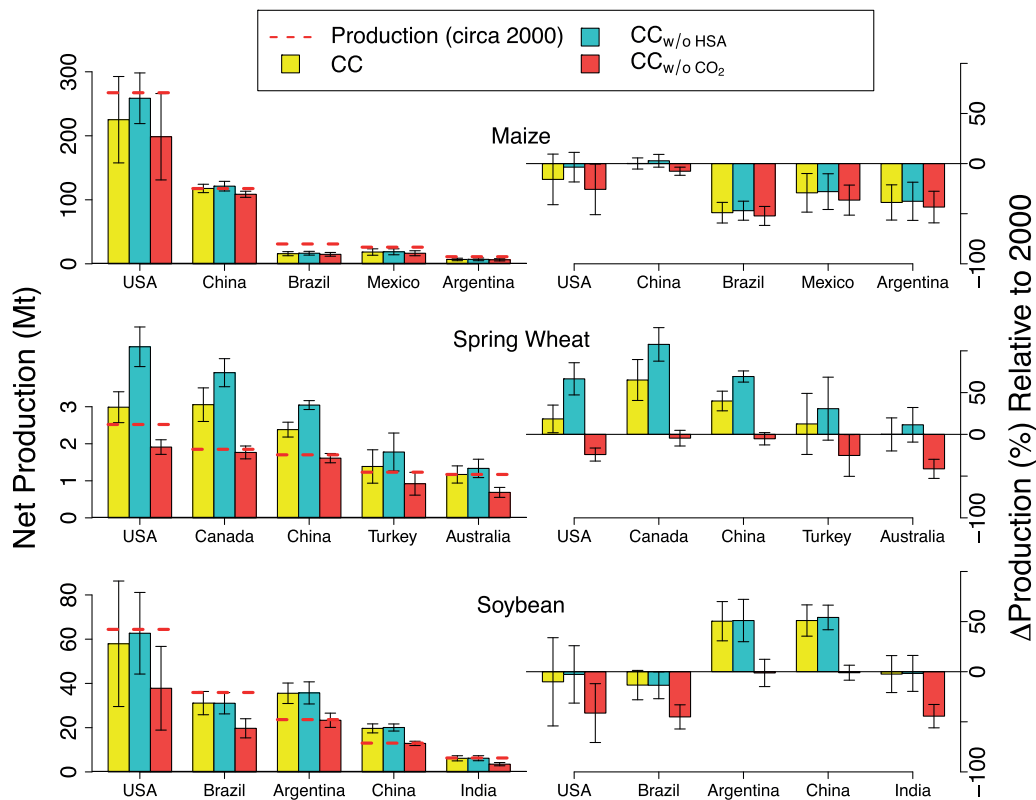 Production (circa 2000)
CC
CCw/o HSA
CCw/o CO2
Net Production (Mt)
ΔProduction (%) Relative to 2000
Maize
300
200
100
0
USA China Brazil Mexico Argentina
50
0
−100
USA China Brazil Mexico Argentina
Spring Wheat
3
2
1
0
USA Canada China Turkey Australia
50
0
−100
USA Canada China Turkey Australia
Soybean
80
60
40
20
0
USA Brazil Argentina China India
50
0
−100
USA Brazil Argentina China India